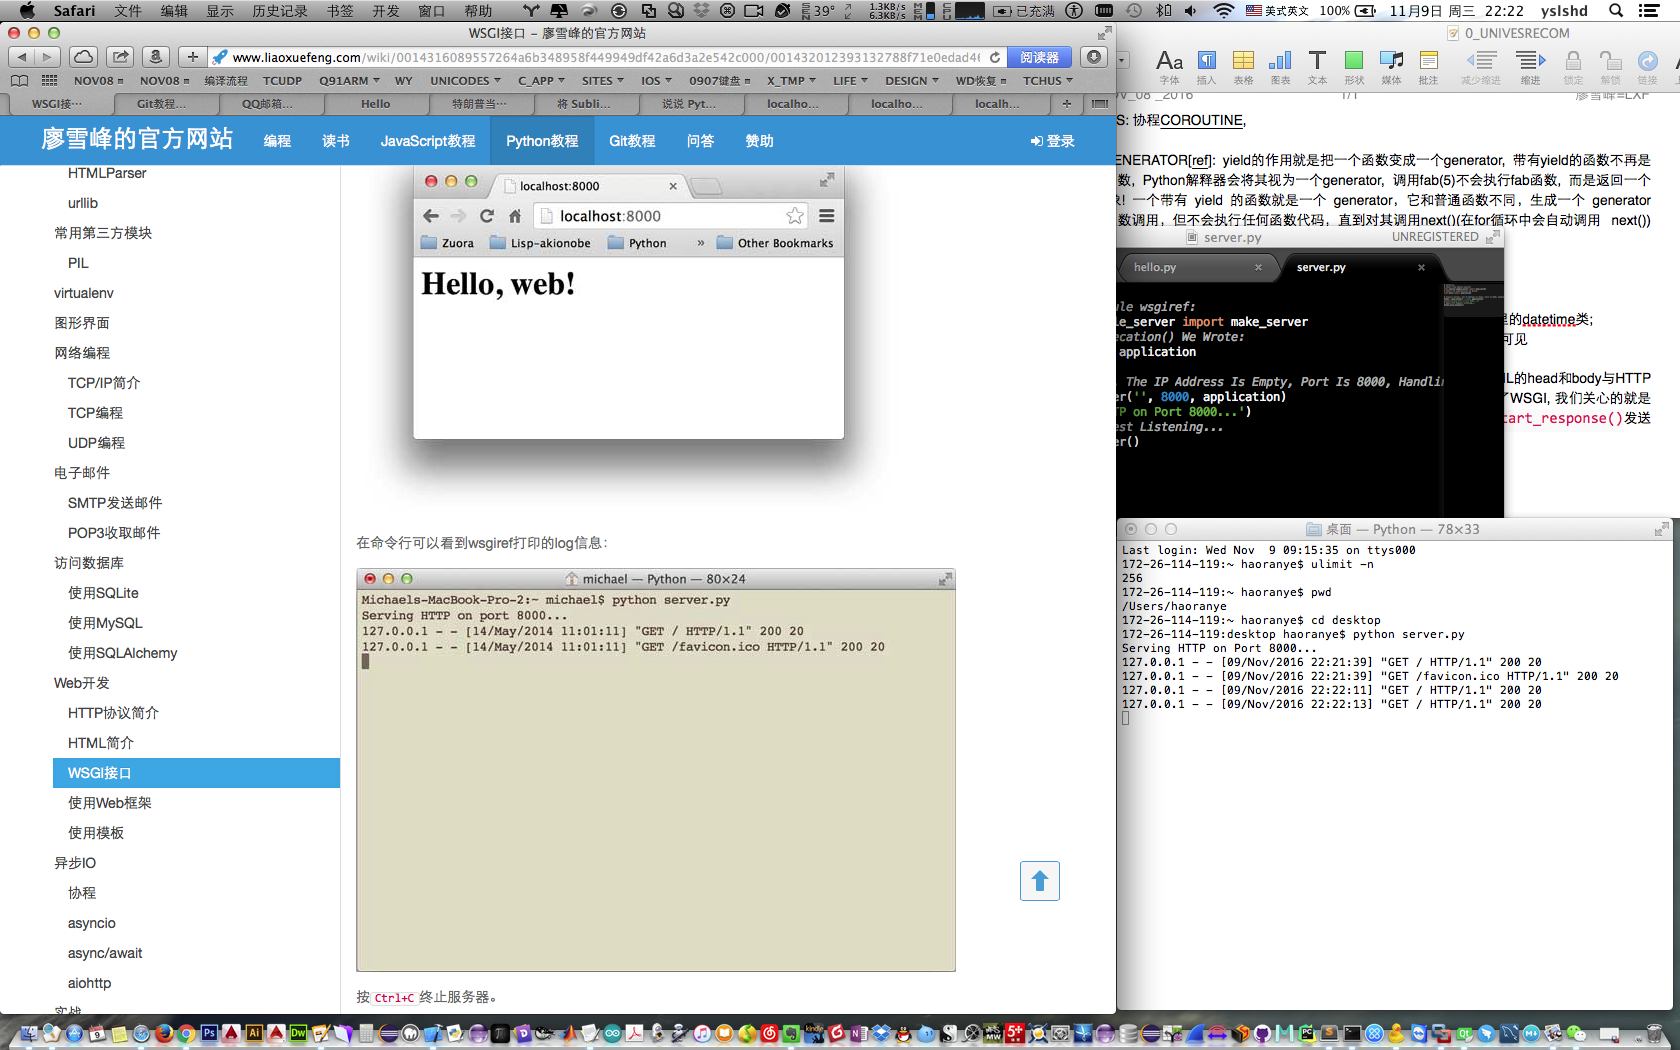 Safari 文件 编辑 显示 历史记录 书签 开发 窗口 帮助 39° 1.3KB/s 6.3KB/s 已充满 美式英文 100% 11月9日 周三 22:22 yslshd
WSGI接口 - 廖雪峰的官方网站
www.liaoxuefeng.com/wiki/0014316089557264a6b348958f449949df42a6d3a2e542c000/001432012393132788f71e0edad4 阅读器
NOV08 NOV08 编译流程 TCUDP Q91ARM WY UNICODES C_APP SITES IOS 0907键盘 X_TMP LIFE DESIGN WD恢复 TCHUS
WSGI接… Git教程… QQ邮箱… Hello 特朗普当… 将 Subli… 说说 Pyt… localho… localho… localh…
廖雪峰的官方网站 编程 读书 JavaScript教程 Python教程 Git教程 问答 赞助 登录
HTMLParser
urllib
常用第三方模块
PIL
virtualenv
图形界面
网络编程
TCP/IP简介
TCP编程
UDP编程
电子邮件
SMTP发送邮件
POP3收取邮件
访问数据库
使用SQLite
使用MySQL
使用SQLAlchemy
Web开发
HTTP协议简介
HTML简介
WSGI接口
使用Web框架
使用模板
异步IO
协程
asyncio
async/await
aiohttp
实战
localhost:8000
localhost:8000
Zuora Lisp-akionobe Python » Other Bookmarks
Hello, web!
在命令行可以看到wsgiref打印的log信息：
michael — Python — 80×24
Michaels-MacBook-Pro-2:~ michael$ python server.py
Serving HTTP on port 8000...
127.0.0.1 - - [14/May/2014 11:01:11] "GET / HTTP/1.1" 200 20
127.0.0.1 - - [14/May/2014 11:01:11] "GET /favicon.ico HTTP/1.1" 200 20
按 Ctrl+C 终止服务器。
0_UNIVESRECOM
字体 插入 表格 图表 文本 形状 媒体 批注 减少缩进 缩进 锁定 解锁 链接
V_08 _2016 1/1 廖雪峰=LXF
S: 协程COROUTINE,
ENERATOR[ref]: yield的作用就是把一个函数变成一个generator, 带有yield的函数不再是
数, Python解释器会将其视为一个generator, 调用fab(5)不会执行fab函数, 而是返回一个
! 一个带有 yield 的函数就是一个 generator, 它和普通函数不同, 生成一个 generator
数调用, 但不会执行任何函数代码, 直到对其调用next()(在for循环中会自动调用 next())
server.py UNREGISTERED
hello.py × server.py ×
ule wsgiref:
le_server import make_server
cation() We Wrote:
application
The IP Address Is Empty, Port Is 8000, Handlin
er('', 8000, application)
TP on Port 8000...')
est Listening...
er()
里的datetime类;
可见
ML的head和body与HTTP
了WSGI, 我们关心的就是
tart_response()发送
桌面 — Python — 78×33
Last login: Wed Nov  9 09:15:35 on ttys000
172-26-114-119:~ haoranye$ ulimit -n
256
172-26-114-119:~ haoranye$ pwd
/Users/haoranye
172-26-114-119:~ haoranye$ cd desktop
172-26-114-119:desktop haoranye$ python server.py
Serving HTTP on Port 8000...
127.0.0.1 - - [09/Nov/2016 22:21:39] "GET / HTTP/1.1" 200 20
127.0.0.1 - - [09/Nov/2016 22:21:39] "GET /favicon.ico HTTP/1.1" 200 20
127.0.0.1 - - [09/Nov/2016 22:22:11] "GET / HTTP/1.1" 200 20
127.0.0.1 - - [09/Nov/2016 22:22:13] "GET / HTTP/1.1" 200 20